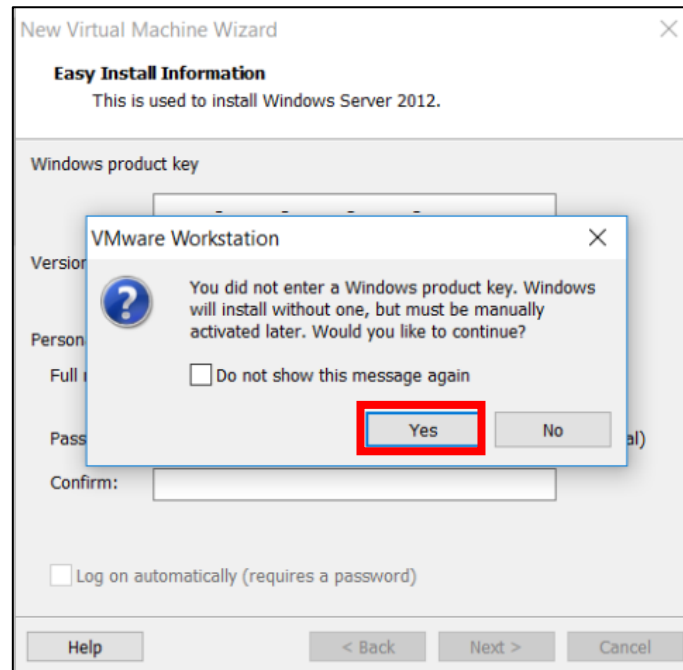 New Virtual Machine Wizard
Easy Install Information
This is used to install Windows Server 2012.
Windows product key
- - - -
VMware Workstation
Version
You did not enter a Windows product key. Windows
will install without one, but must be manually
activated later. Would you like to continue?
Person
Full
Do not show this message again
Yes No
Pass al)
Confirm:
Log on automatically (requires a password)
Help < Back Next > Cancel